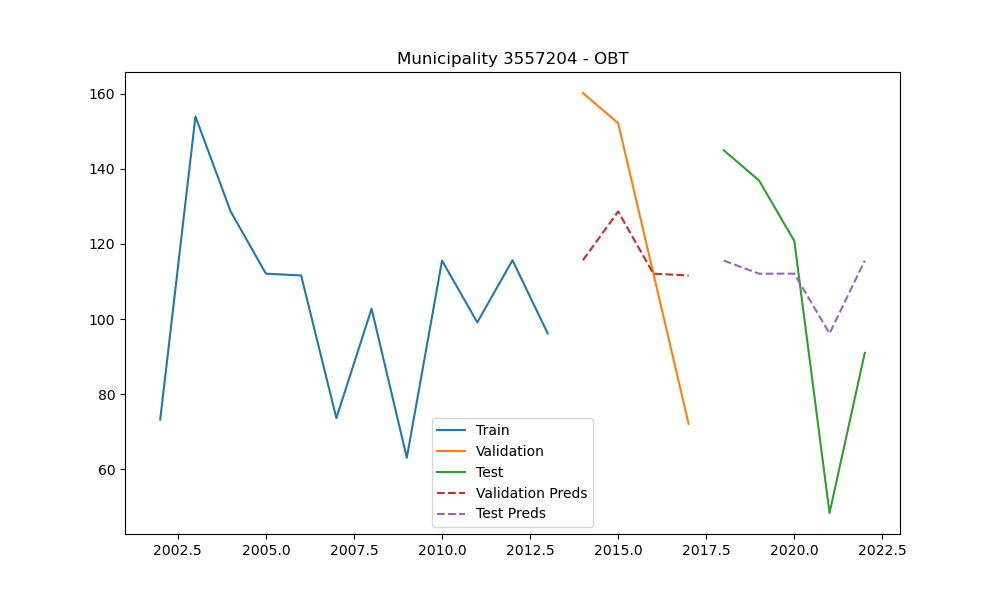 Municipality 3557204 - OBT
160
140
120
100
80
60
Train
Validation
Test
Validation Preds
Test Preds
2002.5 2005.0 2007.5 2010.0 2012.5 2015.0 2017.5 2020.0 2022.5